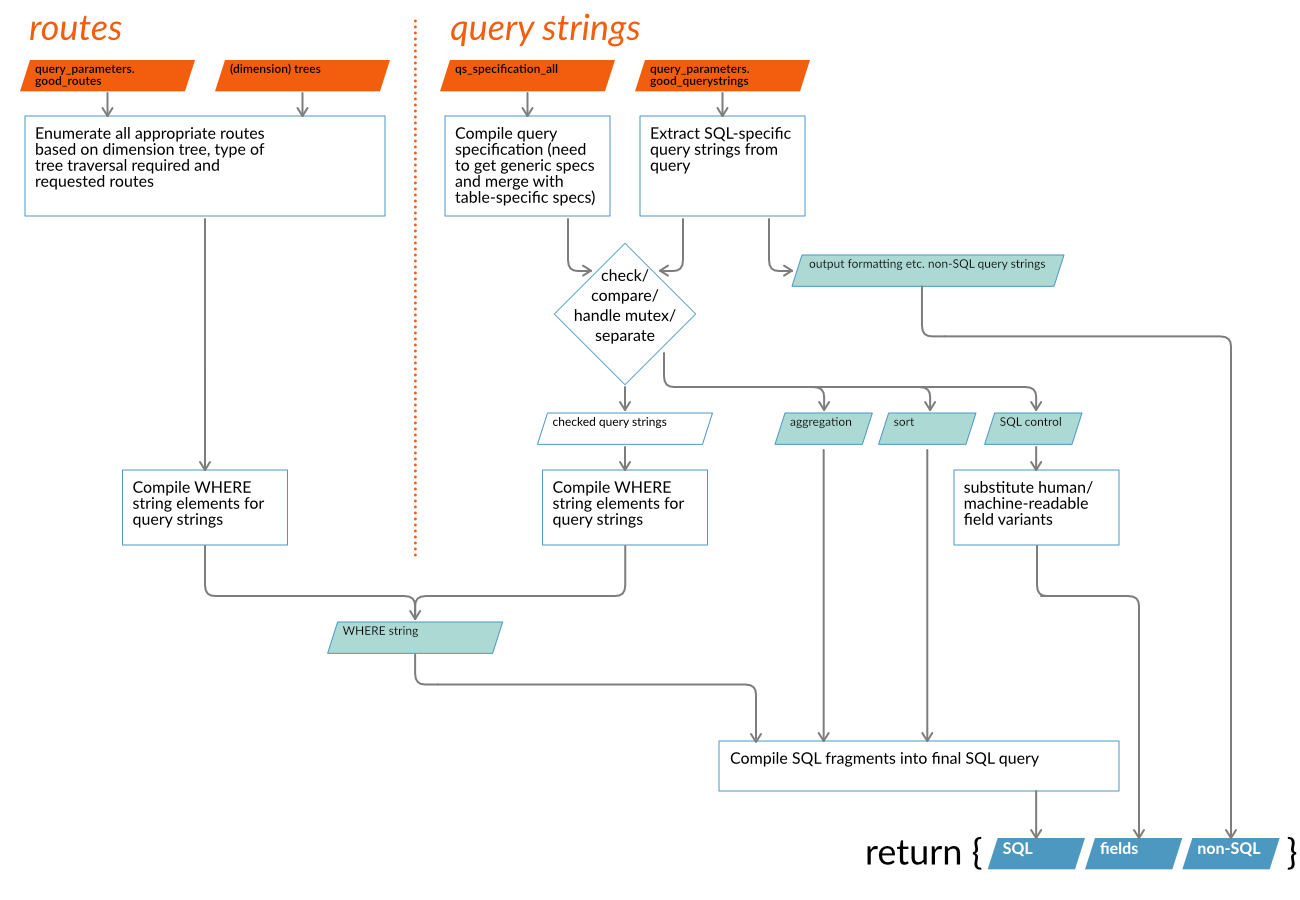 routes
query strings
query_parameters.
good_routes
(dimension) trees
qs_specification_all
query_parameters.
good_querystrings
Enumerate all appropriate routes
based on dimension tree, type of
tree traversal required and
requested routes
Compile query
specification (need
to get generic specs
and merge with
table-specific specs)
Extract SQL-specific
query strings from
query
check/
compare/
handle mutex/
separate
output formatting etc. non-SQL query strings
checked query strings
aggregation
sort
SQL control
Compile WHERE
string elements for
query strings
Compile WHERE
string elements for
query strings
substitute human/
machine-readable
field variants
WHERE string
Compile SQL fragments into final SQL query
return { SQL fields non-SQL }